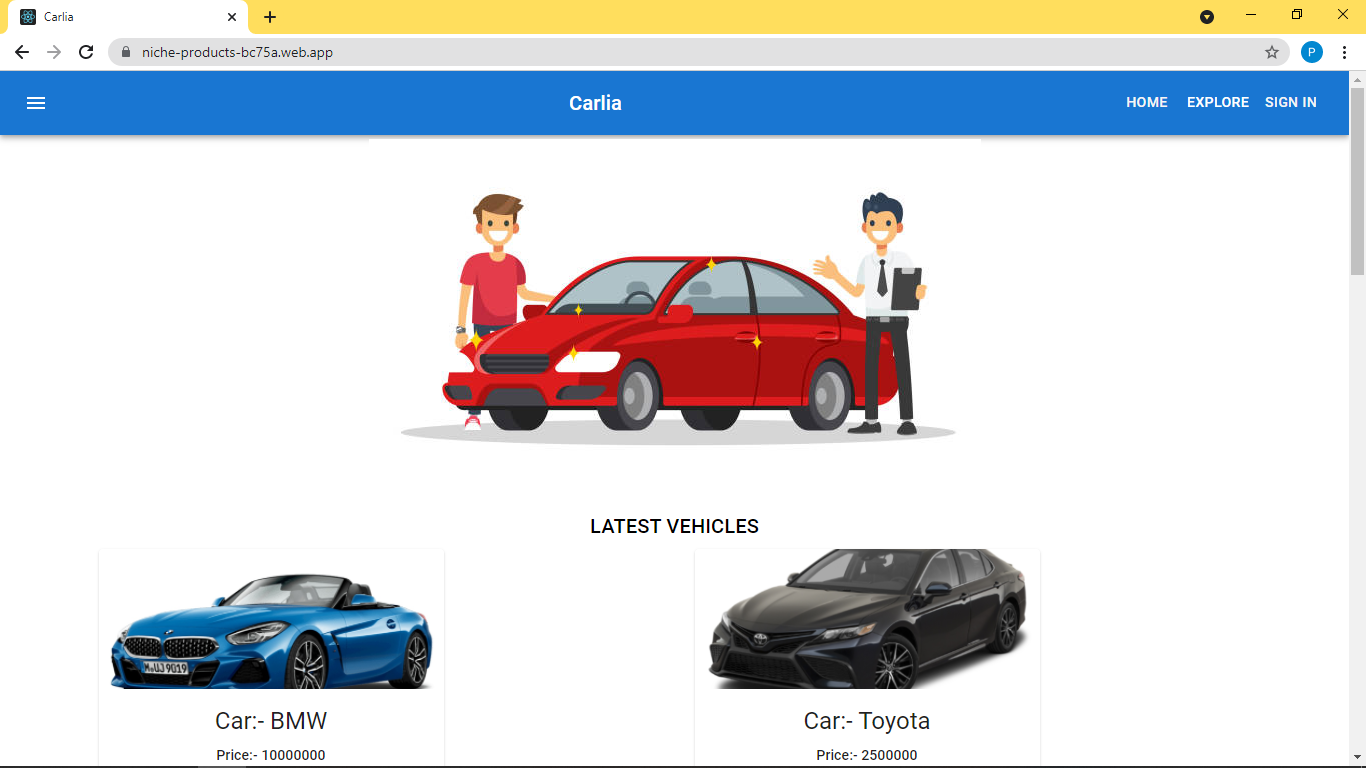 Carlia
niche-products-bc75a.web.app
P
Carlia
HOME EXPLORE SIGN IN
LATEST VEHICLES
M·UJ 9019
Car:- BMW
Price:- 10000000
Car:- Toyota
Price:- 2500000